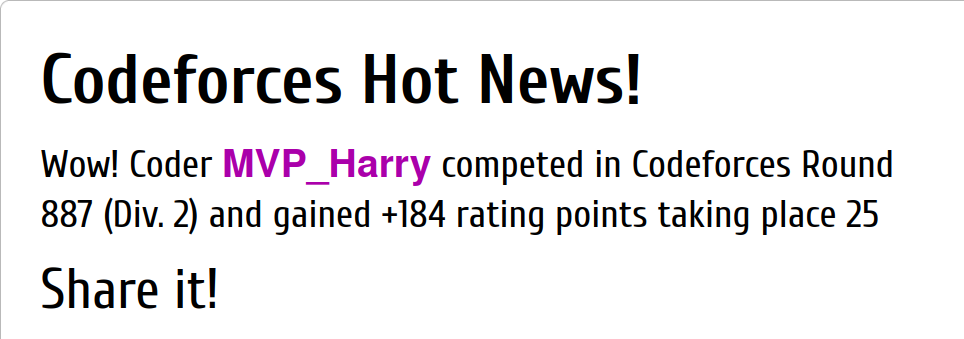 Codeforces Hot News!
Wow! Coder MVP_Harry competed in Codeforces Round
887 (Div. 2) and gained +184 rating points taking place 25
Share it!